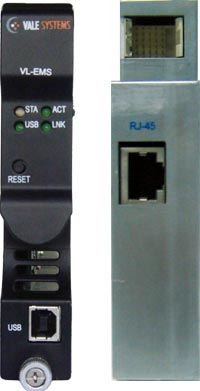 VALE SYSTEMS
VL-EMS
STA ACT
USB LNK
RESET
USB
RJ-45